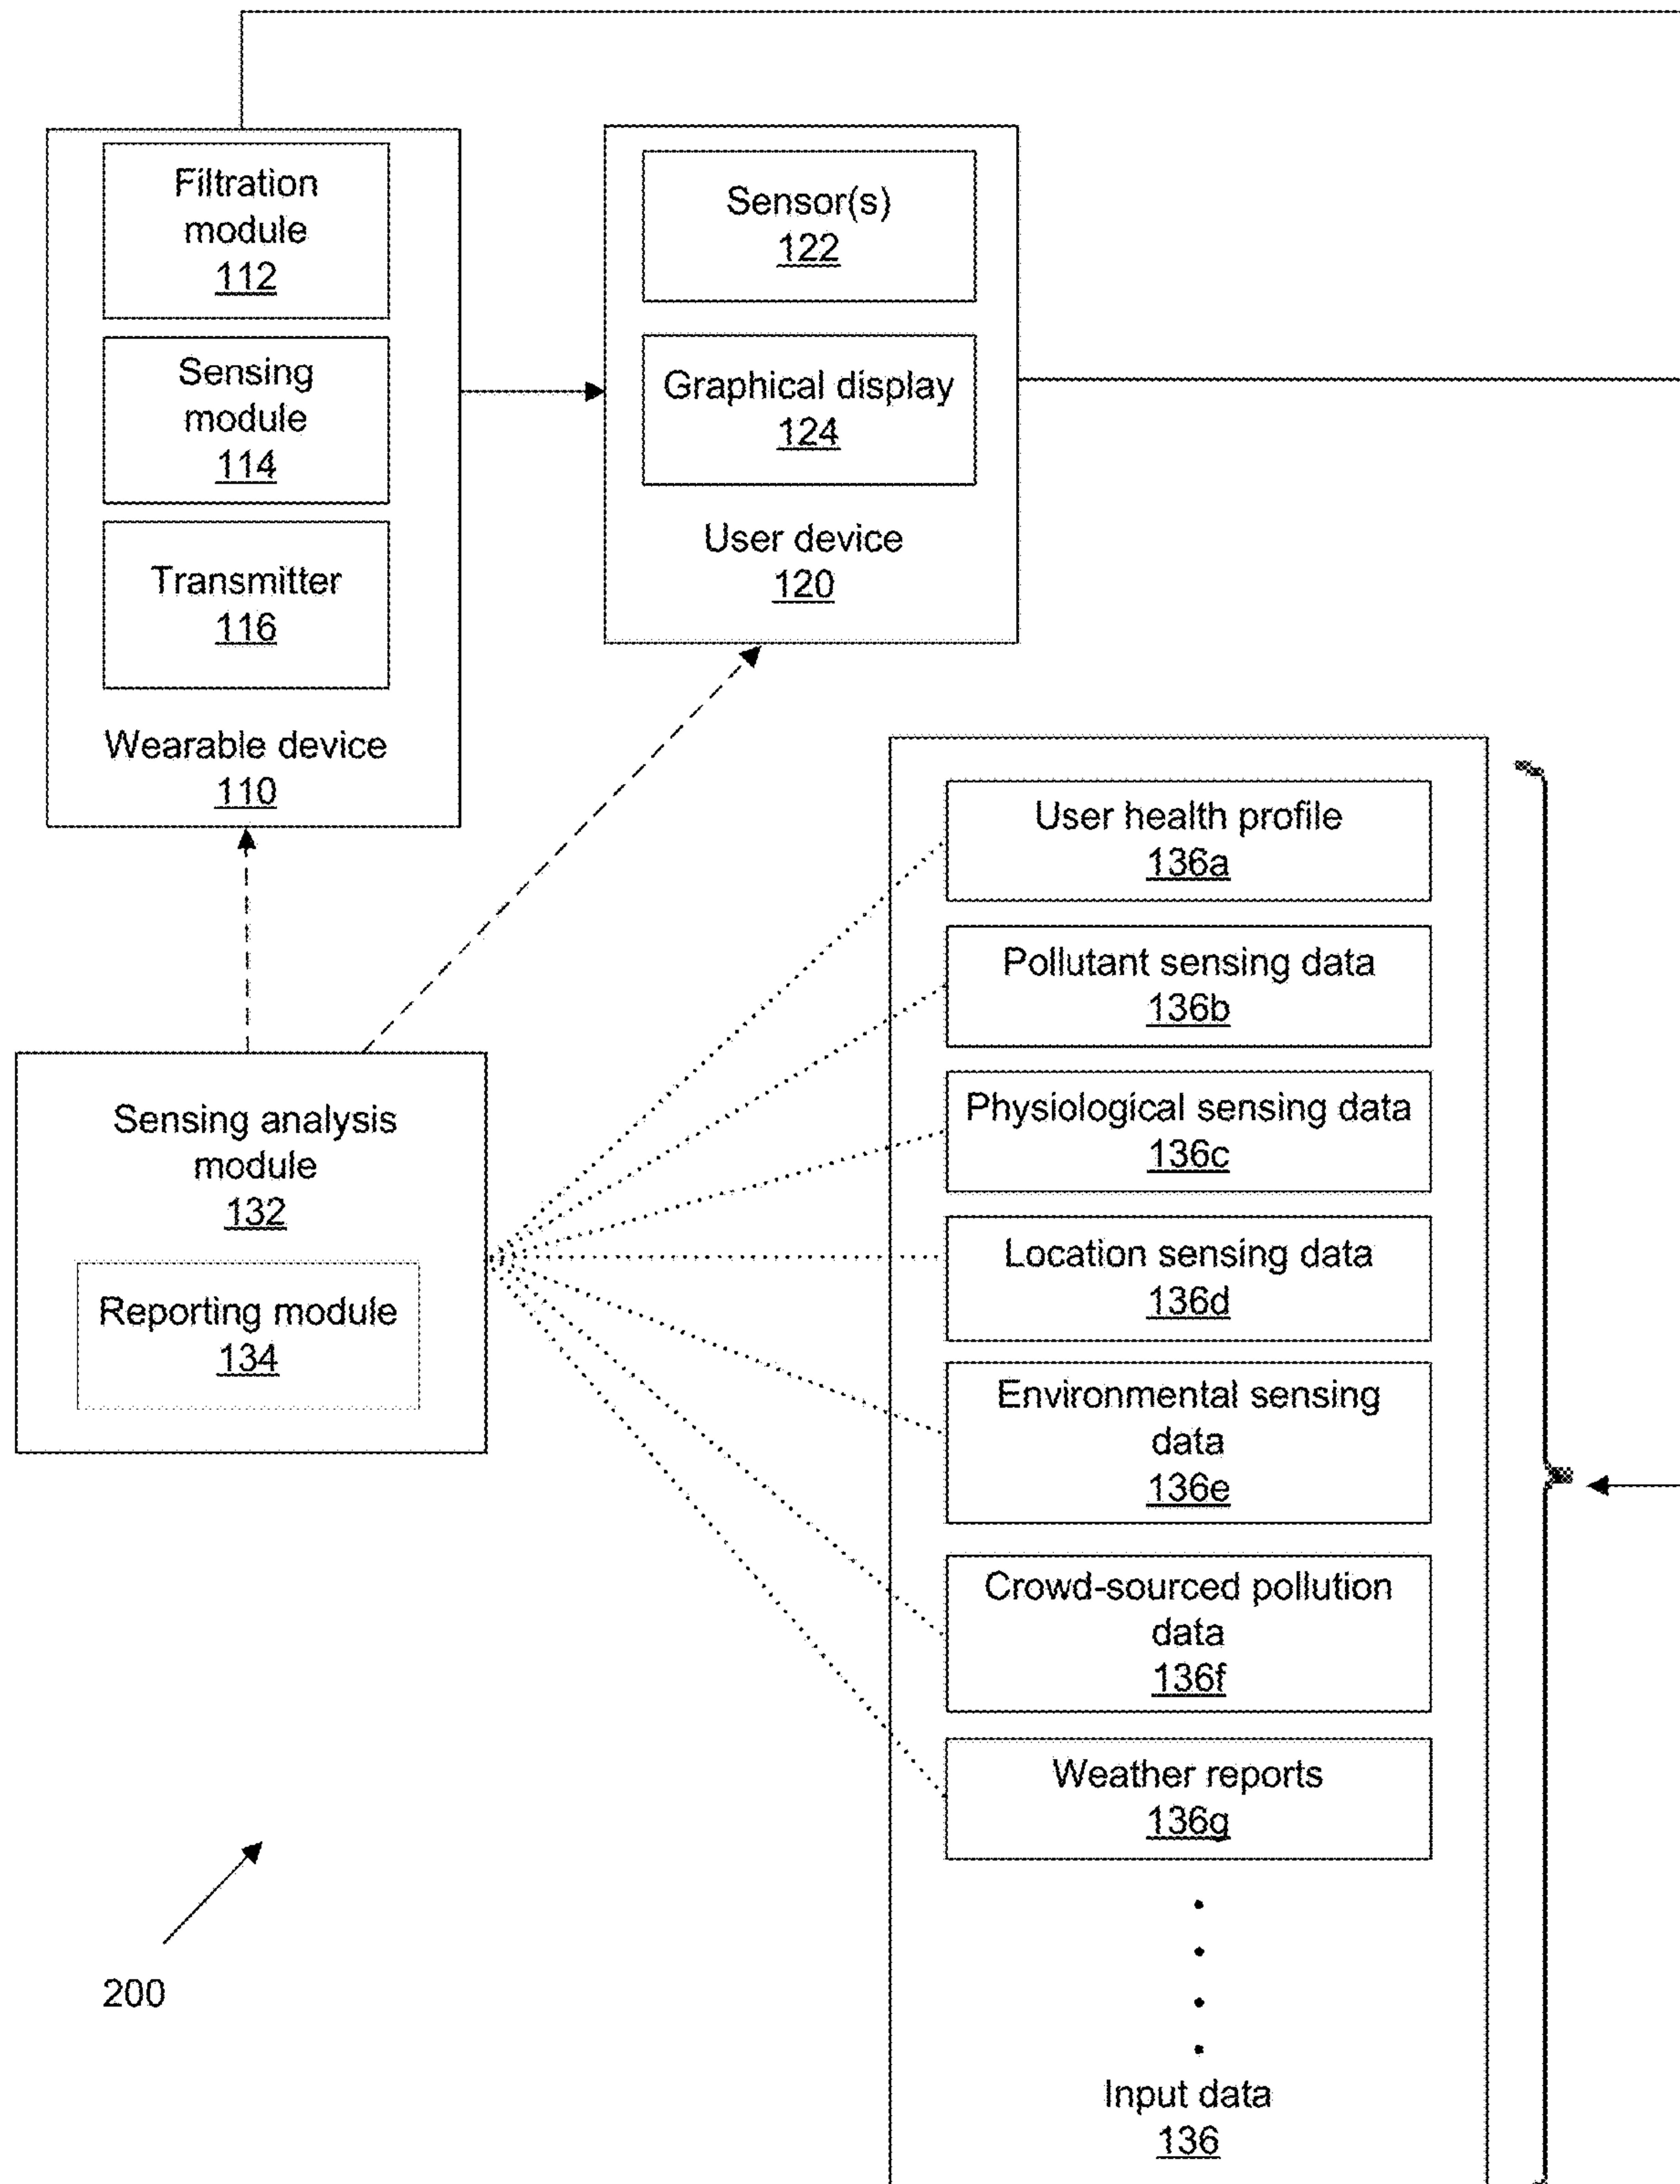 Filtration
module
112
Sensing
module
114
Transmitter
116
Wearable device
110
Sensor(s)
122
Graphical display
124
User device
120
Sensing analysis
module
132
Reporting module
134
User health profile
136a
Pollutant sensing data
136b
Physiological sensing data
136c
Location sensing data
136d
Environmental sensing
data
136e
Crowd-sourced pollution
data
136f
Weather reports
136g
Input data
136
200